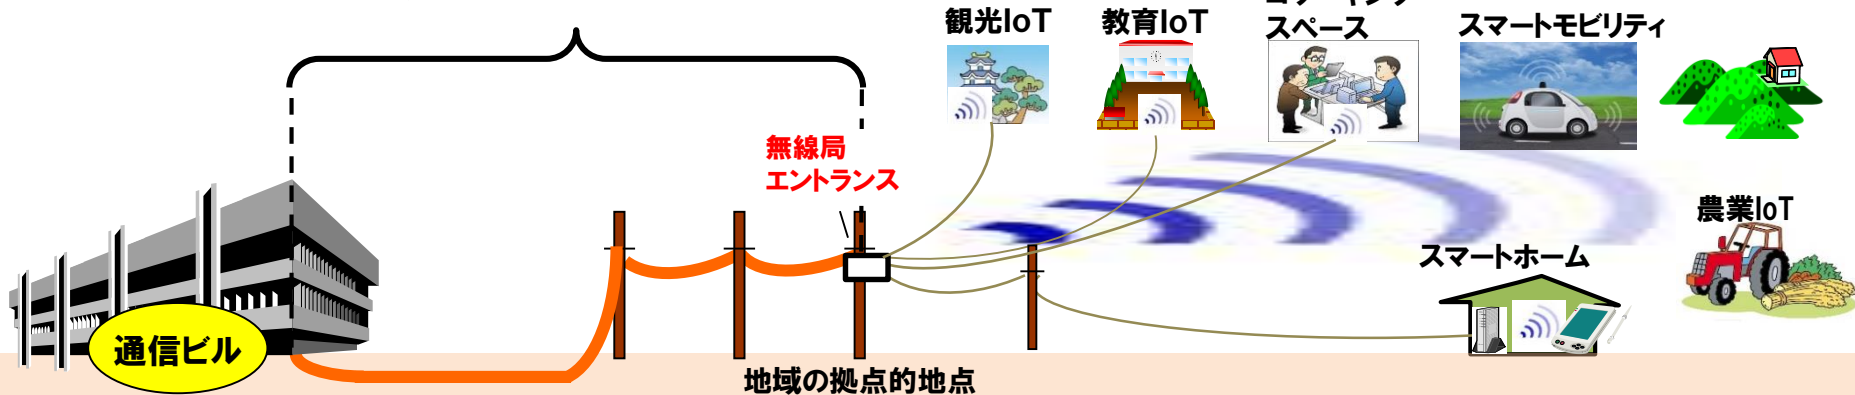 観光IoT
教育IoT
スペース
スマートモビリティ
無線局
エントランス
農業IoT
スマートホーム
通信ビル
地域の拠点的地点